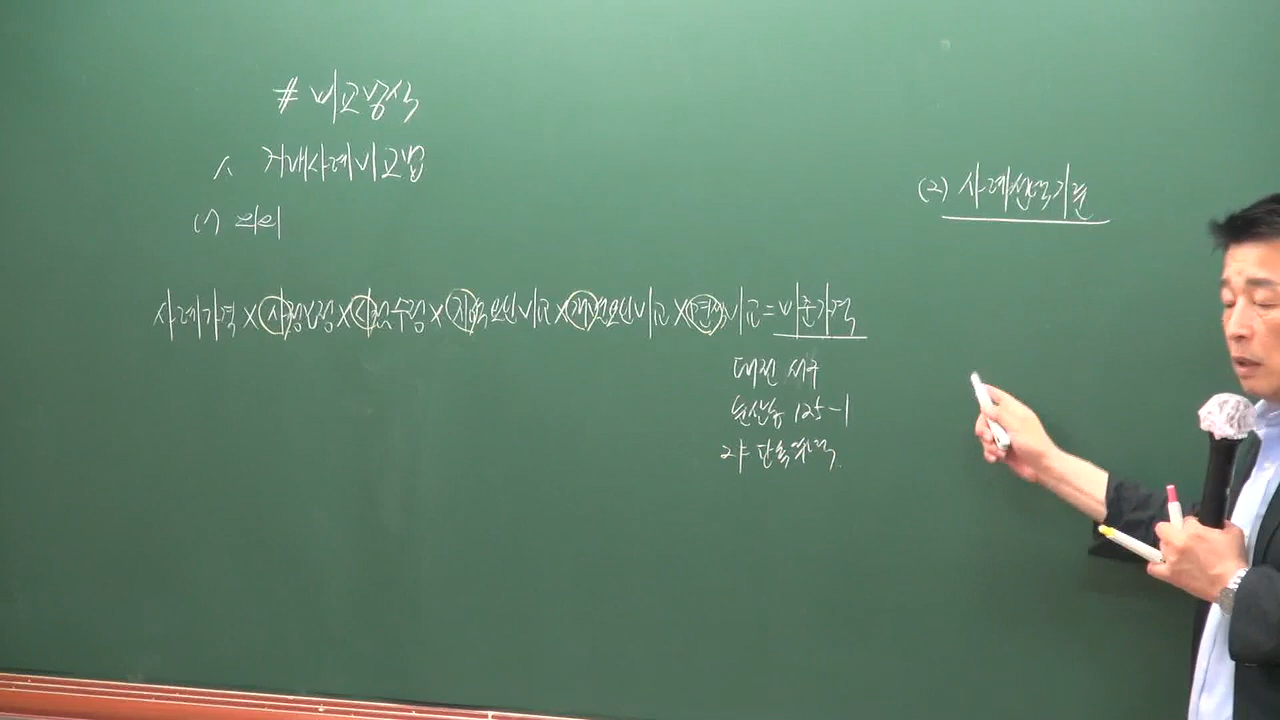 # 비교방식
1. 거래사례비교법
(1) 의의
사례가격 × 사정보정 × 시점수정 × 지역요인비교 × 개별요인비교 × 면적비교 = 비준가격
대전 서구
둔산동 125-1
2F 단독주택
(2) 사례선택기준